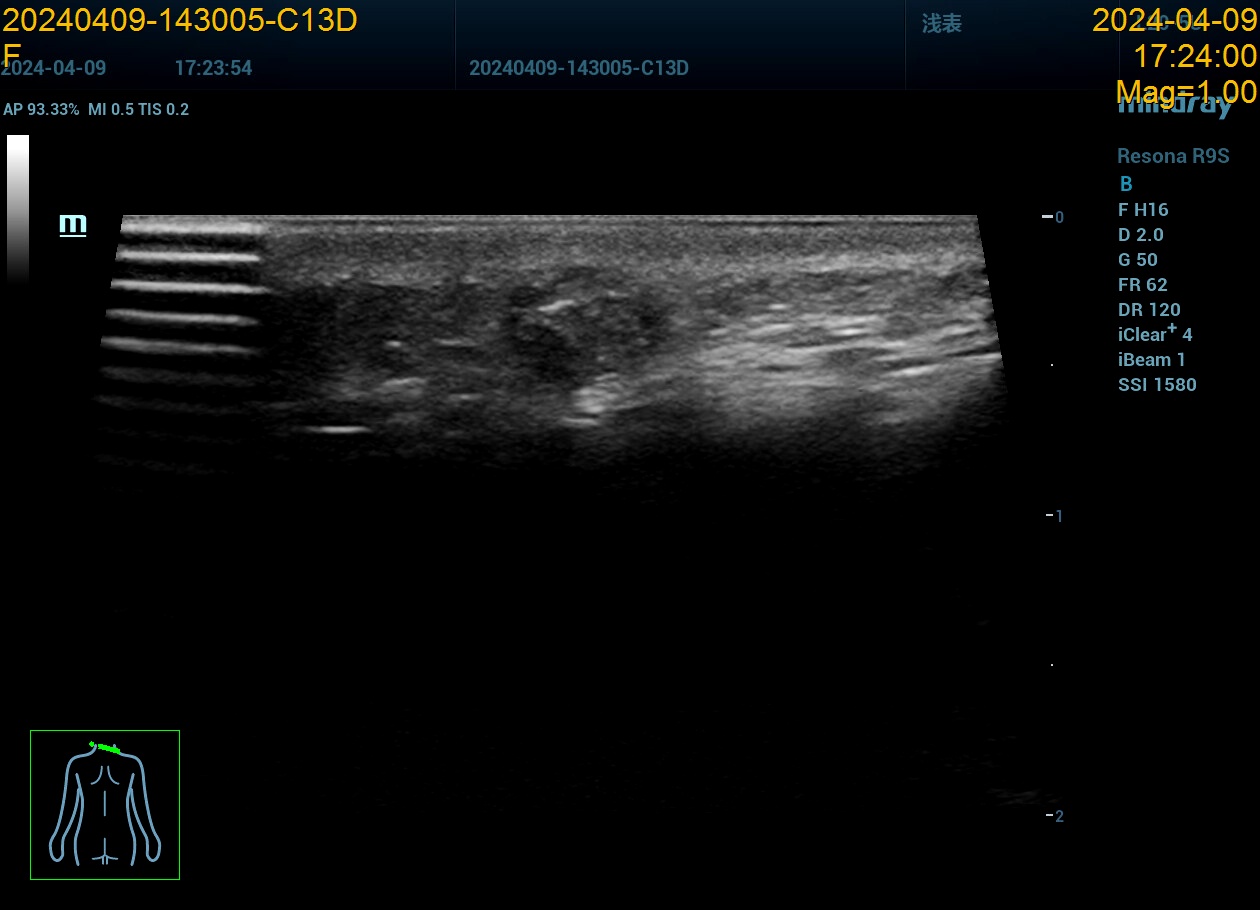 20240409-143005-C13D
F
2024-04-09 17:23:54
20240409-143005-C13D
浅表
2024-04-09
17:24:00
Mag=1.00
mindray
AP 93.33% MI 0.5 TIS 0.2
m
Resona R9S
B
F H16
D 2.0
G 50
FR 62
DR 120
iClear+ 4
iBeam 1
SSI 1580
0
1
2